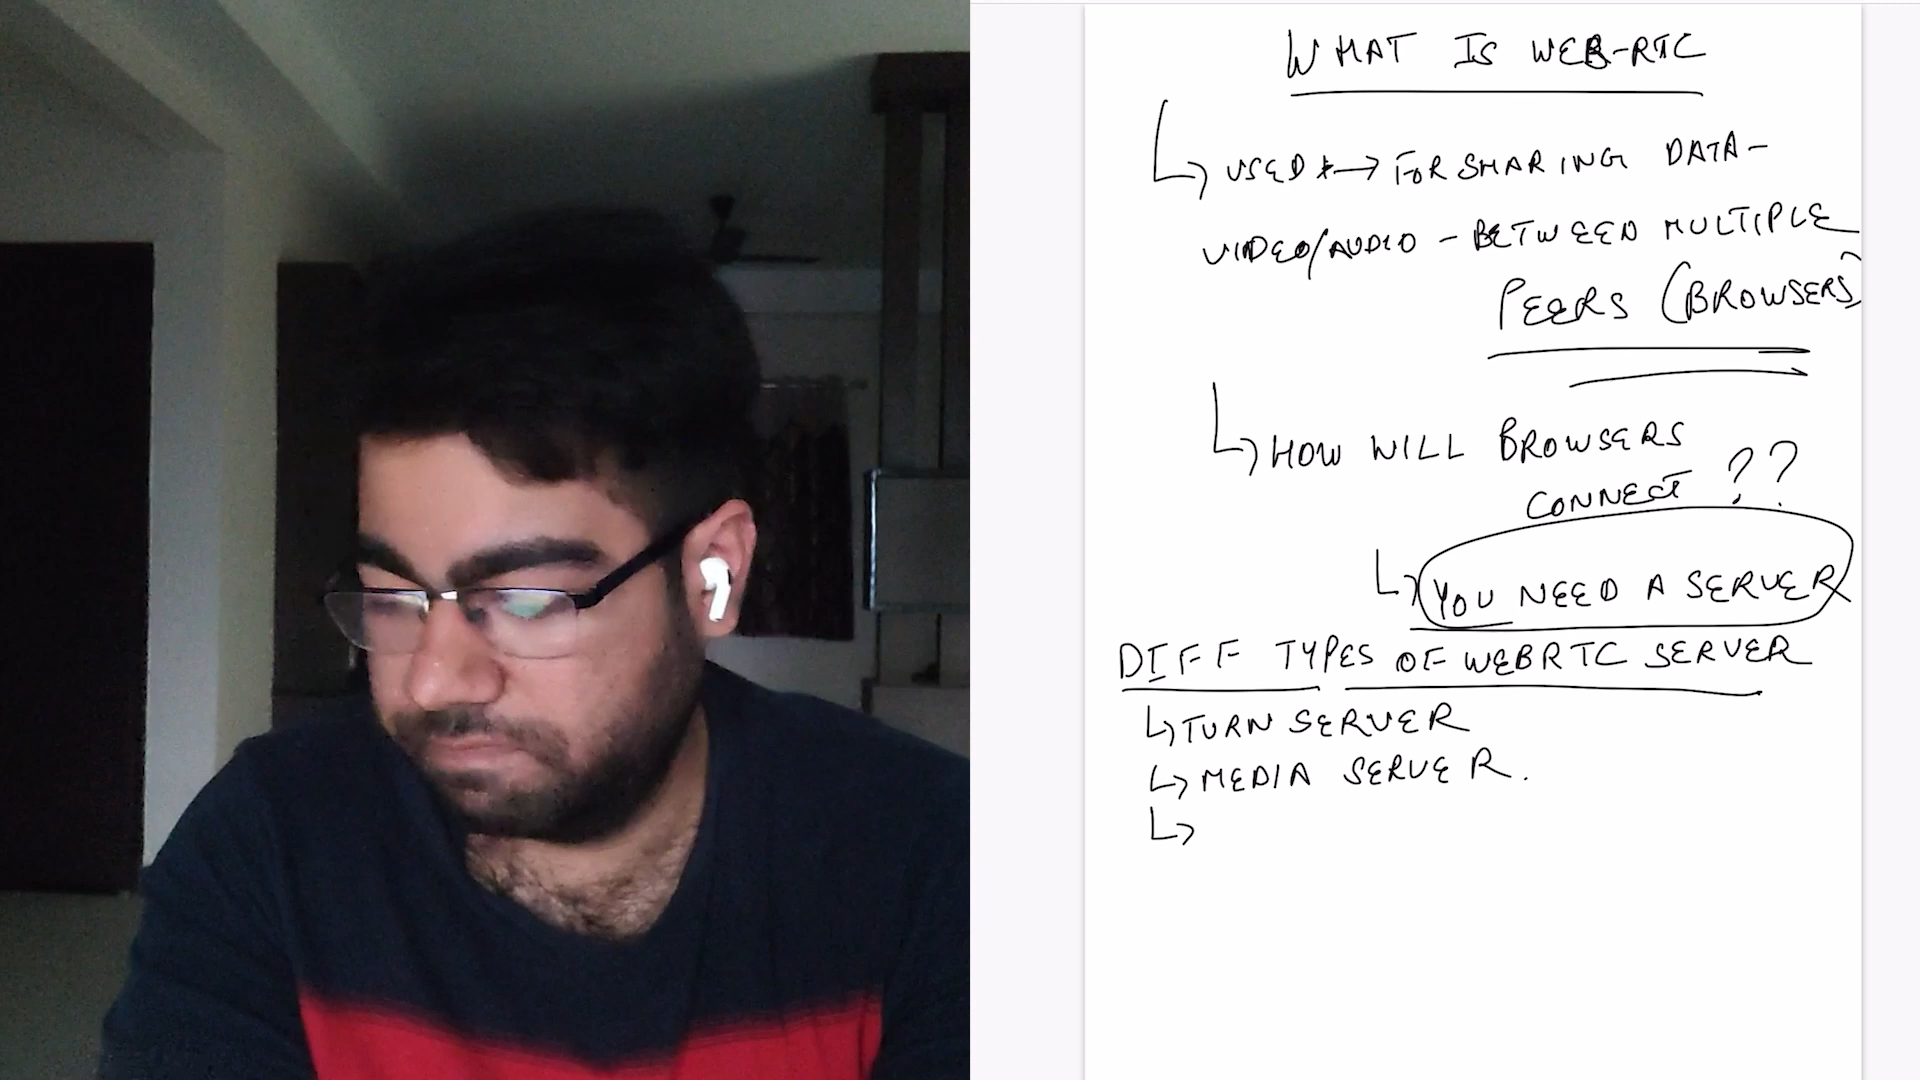 WHAT IS WEB-RTC
USED → FOR SHARING DATA-
VIDEO/AUDIO - BETWEEN MULTIPLE
PEERS (BROWSERS)
HOW WILL BROWSERS
CONNECT ??
YOU NEED A SERVER
DIFF TYPES OF WEBRTC SERVER
TURN SERVER
MEDIA SERVER.